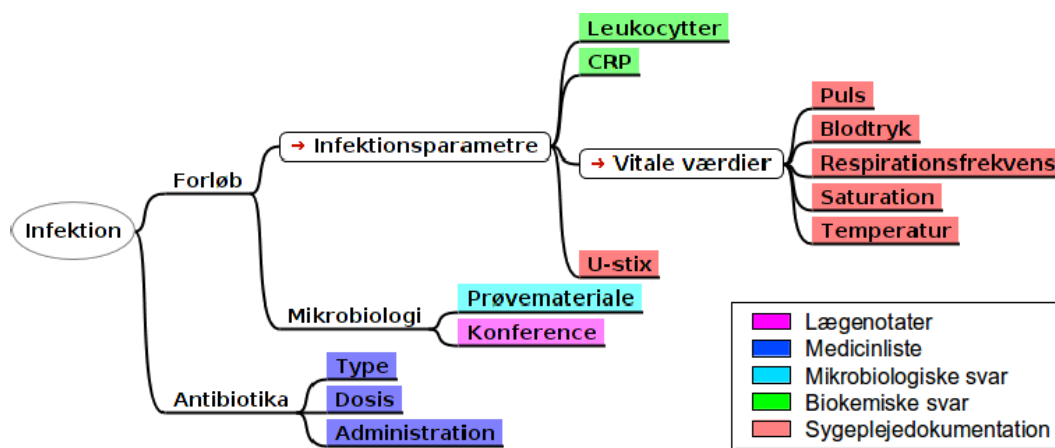 Leukocytter
CRP
Puls
Blodtryk
→ Infektionsparametre
→ Vitale værdier
Respirationsfrekvens
Forløb
Saturation
Infektion
Temperatur
U-stix
Prøvemateriale
Mikrobiologi
Konference
Type
Antibiotika
Dosis
Administration
Lægenotater
Medicinliste
Mikrobiologiske svar
Biokemiske svar
Sygeplejedokumentation